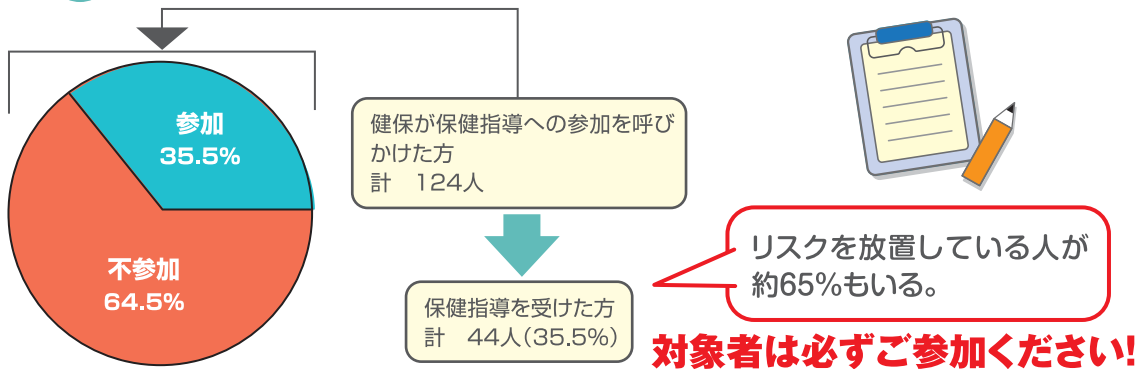 参加
35.5%
不参加
64.5%
健保が保健指導への参加を呼び
かけた方
計　124人
保健指導を受けた方
計　44人(35.5%)
リスクを放置している人が
約65%もいる。
対象者は必ずご参加ください!